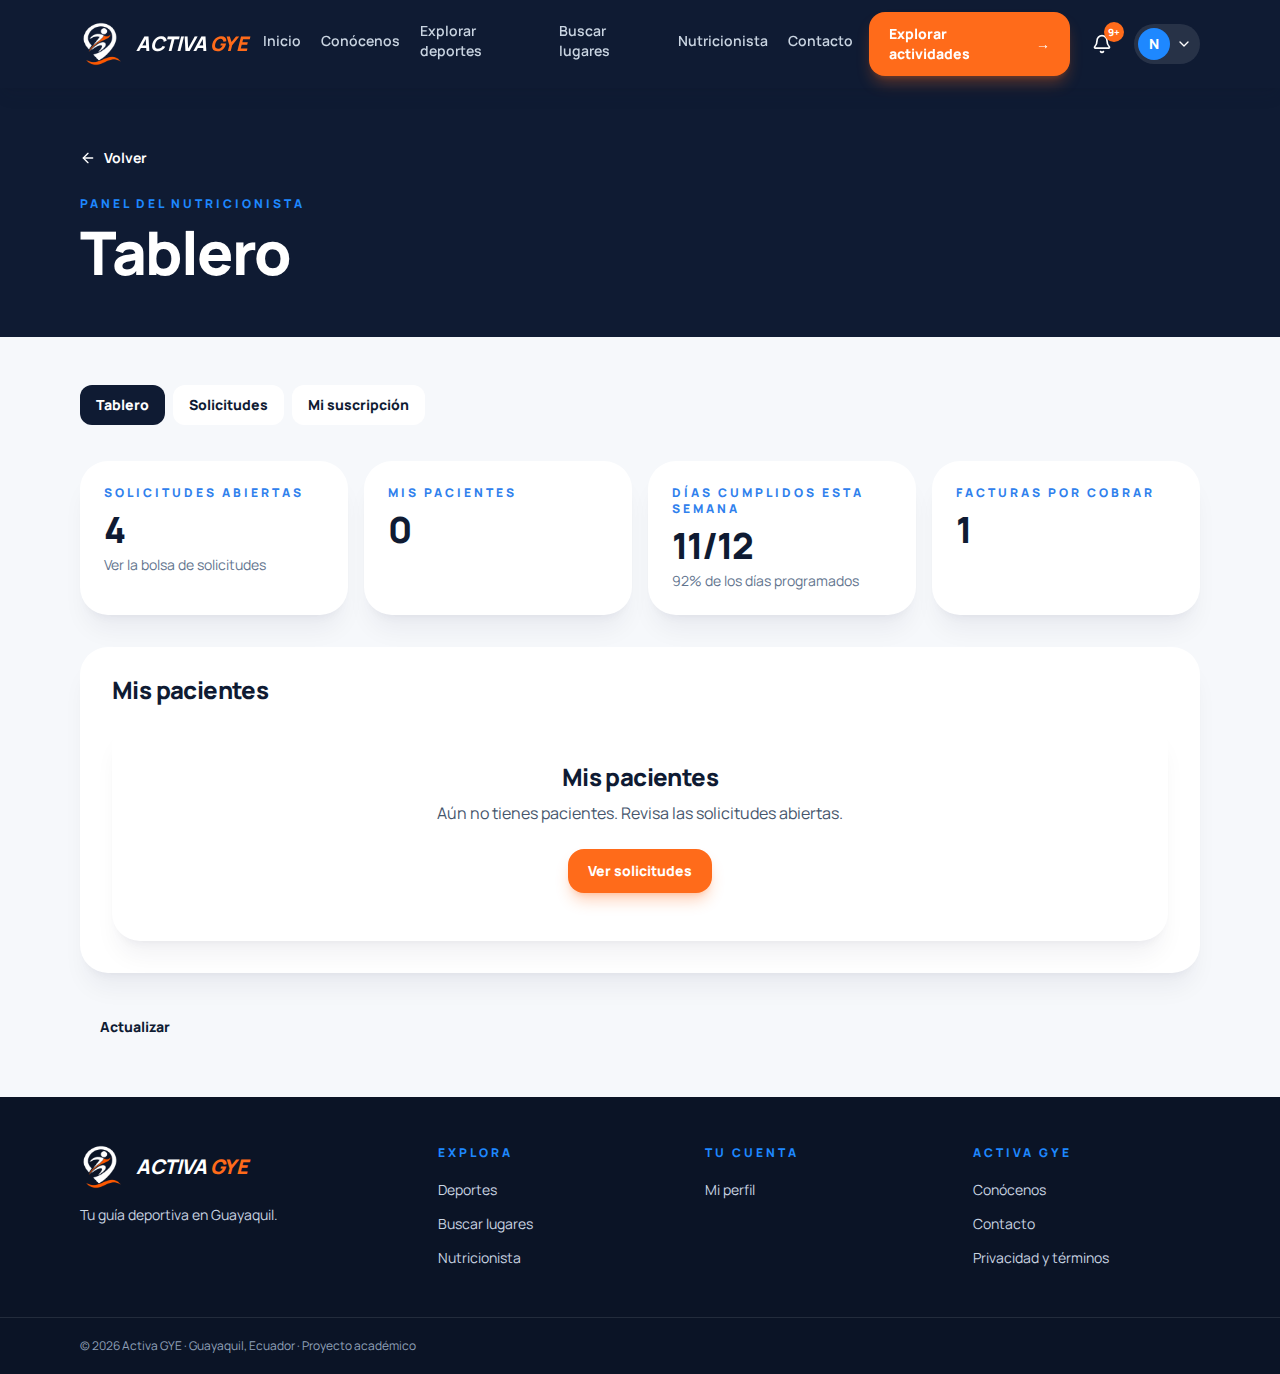 ACTIVA GYE
Inicio
Conócenos
Explorar
deportes
Buscar
lugares
Nutricionista
Contacto
Explorar
actividades →
9+
N
← Volver
PANEL DEL NUTRICIONISTA
Tablero
Tablero
Solicitudes
Mi suscripción
SOLICITUDES ABIERTAS
4
Ver la bolsa de solicitudes
MIS PACIENTES
0
DÍAS CUMPLIDOS ESTA
SEMANA
11/12
92% de los días programados
FACTURAS POR COBRAR
1
Mis pacientes
Mis pacientes
Aún no tienes pacientes. Revisa las solicitudes abiertas.
Ver solicitudes
Actualizar
ACTIVA GYE
Tu guía deportiva en Guayaquil.
EXPLORA
Deportes
Buscar lugares
Nutricionista
TU CUENTA
Mi perfil
ACTIVA GYE
Conócenos
Contacto
Privacidad y términos
© 2026 Activa GYE · Guayaquil, Ecuador · Proyecto académico